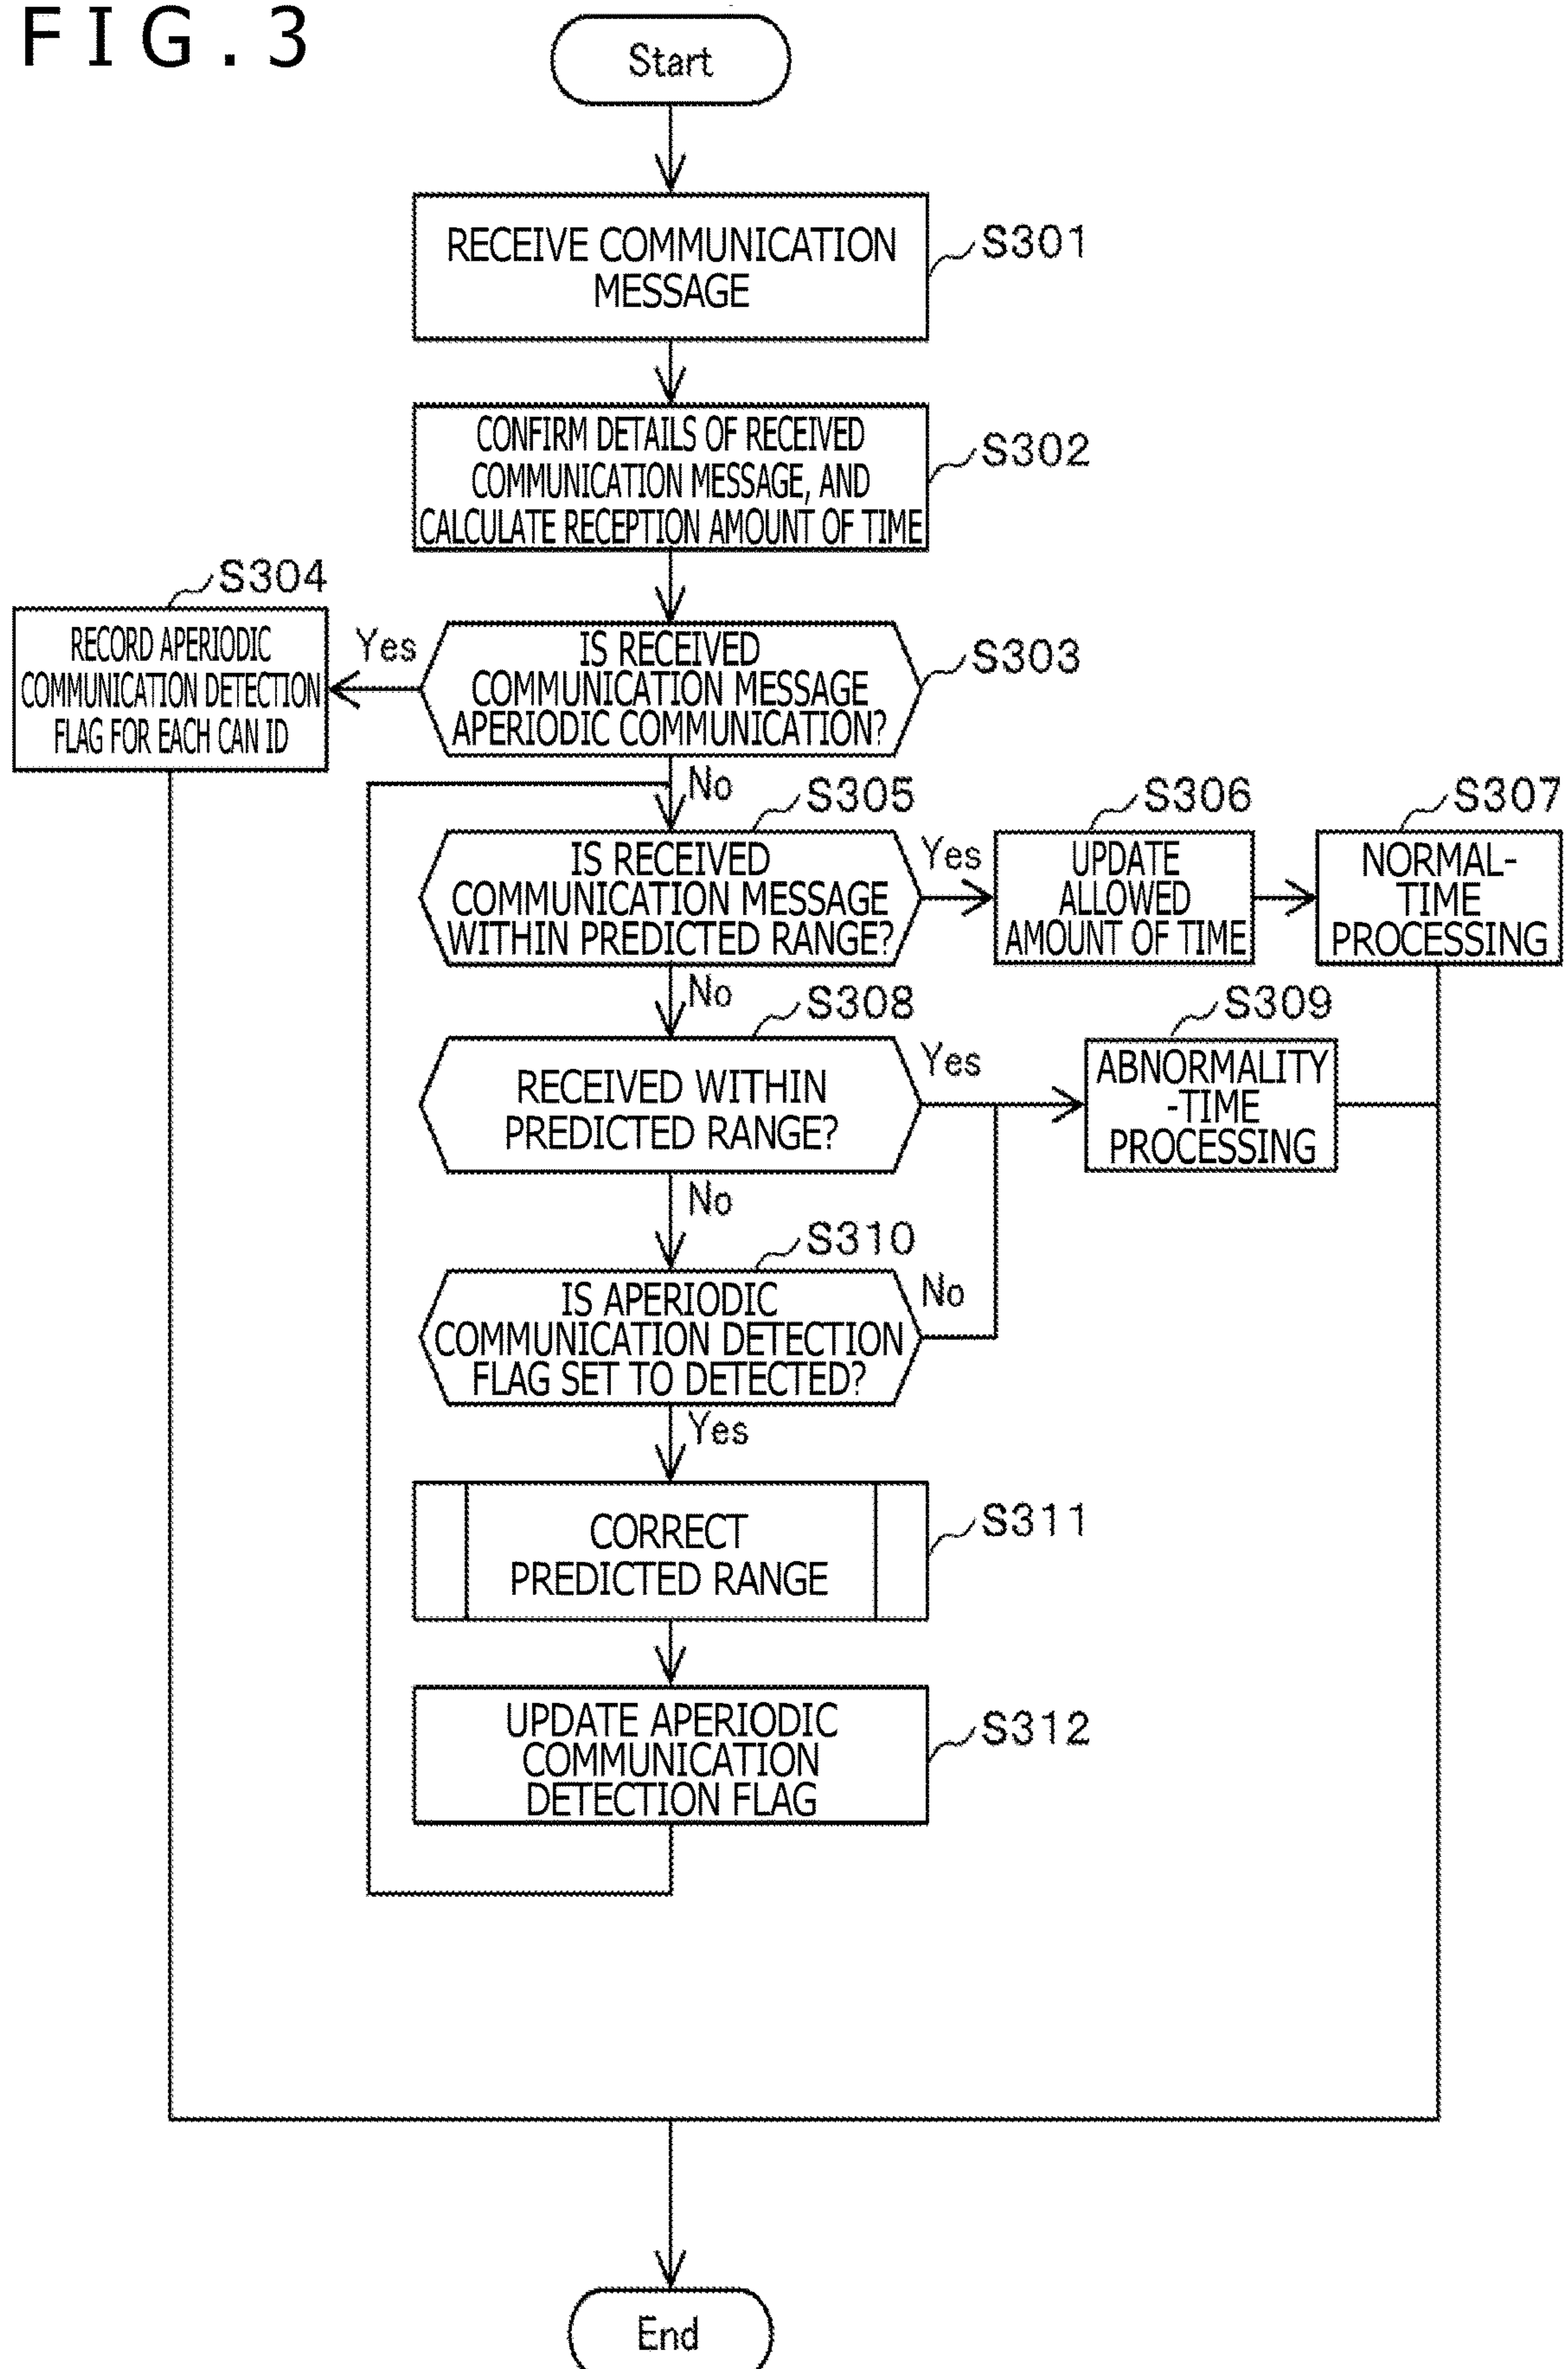 FIG.3
Start
RECEIVE COMMUNICATION
MESSAGE
S301
CONFIRM DETAILS OF RECEIVED
COMMUNICATION MESSAGE, AND
CALCULATE RECEPTION AMOUNT OF TIME
S302
S304
RECORD APERIODIC
COMMUNICATION DETECTION
FLAG FOR EACH CAN ID
Yes
IS RECEIVED
COMMUNICATION MESSAGE
APERIODIC COMMUNICATION?
S303
No
S305
IS RECEIVED
COMMUNICATION MESSAGE
WITHIN PREDICTED RANGE?
Yes
S306
UPDATE
ALLOWED
AMOUNT OF TIME
S307
NORMAL-
TIME
PROCESSING
No
S308
RECEIVED WITHIN
PREDICTED RANGE?
Yes
S309
ABNORMALITY
-TIME
PROCESSING
No
S310
IS APERIODIC
COMMUNICATION DETECTION
FLAG SET TO DETECTED?
No
Yes
CORRECT
PREDICTED RANGE
S311
UPDATE APERIODIC
COMMUNICATION
DETECTION FLAG
S312
End